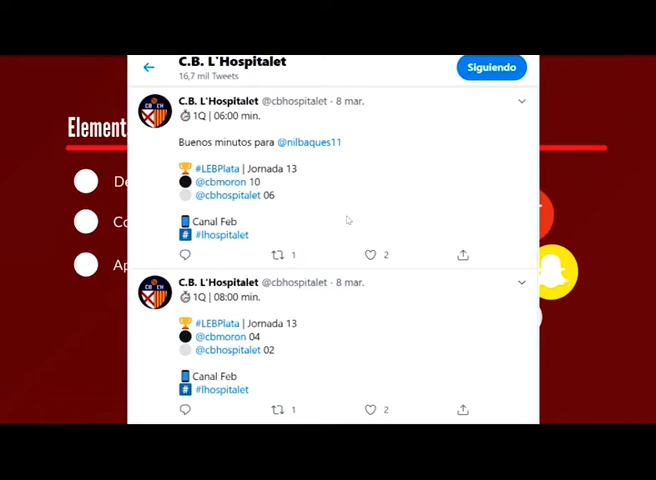 C.B. L'Hospitalet
16,7 mil Tweets
Siguiendo
Element
De
Co
Ap
C.B. L'Hospitalet @cbhospitalet · 8 mar.
1Q | 06:00 min.
Buenos minutos para @nilbaques11
#LEBPlata | Jornada 13
@cbmoron 10
@cbhospitalet 06
Canal Feb
# #lhospitalet
1 2
C.B. L'Hospitalet @cbhospitalet · 8 mar.
1Q | 08:00 min.
#LEBPlata | Jornada 13
@cbmoron 04
@cbhospitalet 02
Canal Feb
# #lhospitalet
1 2